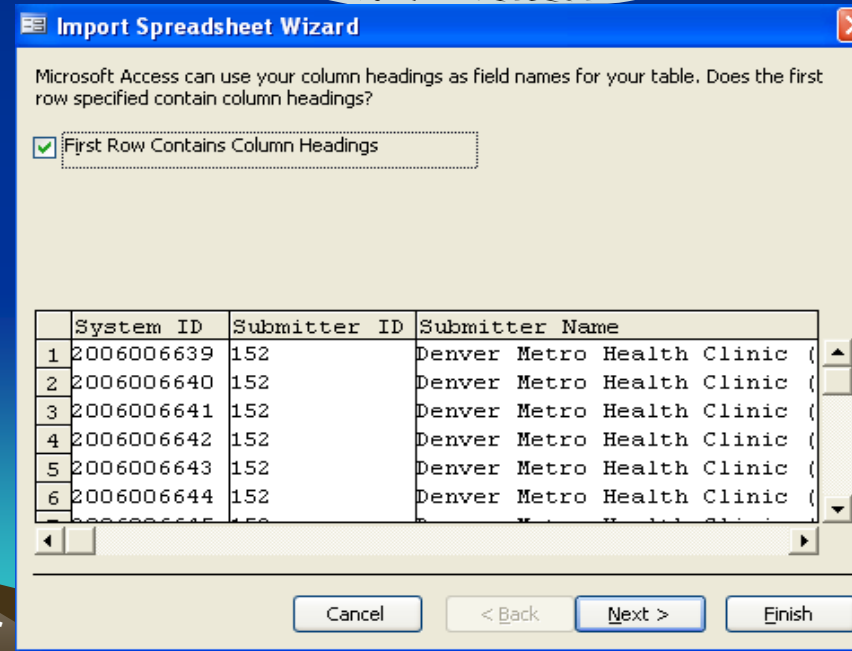 Import Spreadsheet Wizard
Microsoft Access can use your column headings as field names for your table. Does the first
row specified contain column headings?
First Row Contains Column Headings
System ID Submitter ID Submitter Name
1 2006006639 152 Denver Metro Health Clinic (
2 2006006640 152 Denver Metro Health Clinic (
3 2006006641 152 Denver Metro Health Clinic (
4 2006006642 152 Denver Metro Health Clinic (
5 2006006643 152 Denver Metro Health Clinic (
6 2006006644 152 Denver Metro Health Clinic (
Cancel < Back Next > Finish